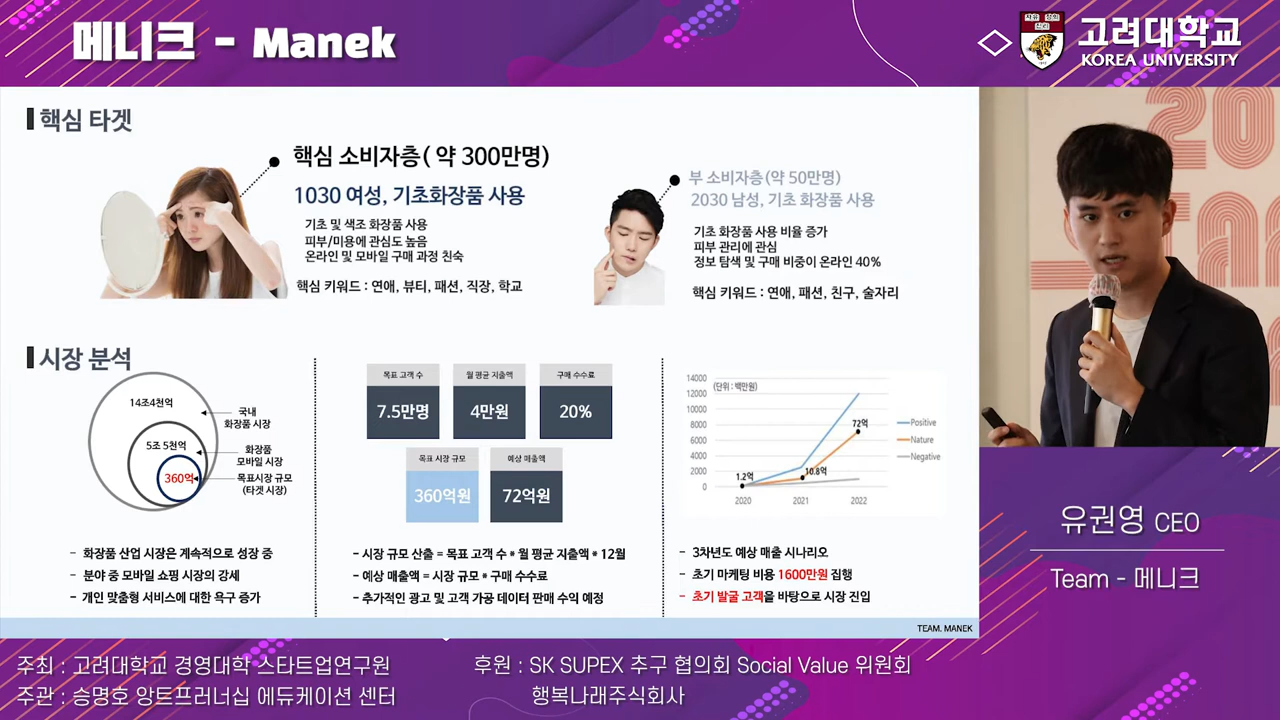 메니크 - Manek
자유 정의 진리
고려대학교
KOREA UNIVERSITY
핵심 타겟
핵심 소비자층( 약 300만명)
1030 여성, 기초화장품 사용
기초 및 색조 화장품 사용
피부/미용에 관심도 높음
온라인 및 모바일 구매 과정 친숙
핵심 키워드 : 연애, 뷰티, 패션, 직장, 학교
부 소비자층(약 50만명)
2030 남성, 기초 화장품 사용
기초 화장품 사용 비율 증가
피부 관리에 관심
정보 탐색 및 구매 비중이 온라인 40%
핵심 키워드 : 연애, 패션, 친구, 술자리
시장 분석
14조4천억
국내
화장품 시장
5조 5천억
화장품
모바일 시장
360억
목표시장 규모
(타겟 시장)
- 화장품 산업 시장은 계속적으로 성장 중
- 분야 중 모바일 쇼핑 시장의 강세
- 개인 맞춤형 서비스에 대한 욕구 증가
목표 고객 수
7.5만명
월 평균 지출액
4만원
구매 수수료
20%
목표 시장 규모
360억원
예상 매출액
72억원
- 시장 규모 산출 = 목표 고객 수 * 월 평균 지출액 * 12월
- 예상 매출액 = 시장 규모 * 구매 수수료
- 추가적인 광고 및 고객 가공 데이터 판매 수익 예정
(단위 : 백만원)
14000
12000
10000
8000
6000
4000
2000
0
1.2억
10.8억
72억
2020 2021 2022
Positive
Nature
Negative
- 3차년도 예상 매출 시나리오
- 초기 마케팅 비용 1600만원 집행
- 초기 발굴 고객을 바탕으로 시장 진입
TEAM. MANEK
20
유권영 CEO
Team - 메니크
주최 : 고려대학교 경영대학 스타트업연구원
주관 : 승명호 앙트프러너십 에듀케이션 센터
후원 : SK SUPEX 추구 협의회 Social Value 위원회
행복나래주식회사